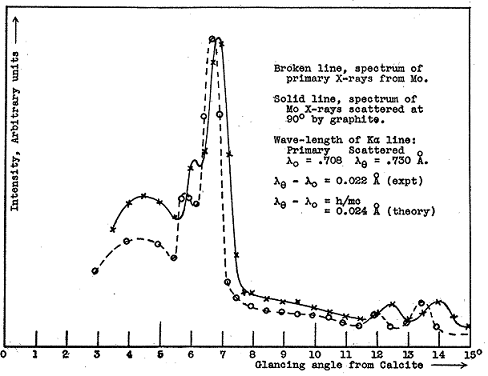 Intensity, Arbitrary units
Broken line, spectrum of
primary X-rays from Mo.
Solid line, spectrum of
Mo X-rays scattered at
90° by graphite.
Wave-length of Kα line:
Primary Scattered
λ₀ = .708 λθ = .730 Å.
λθ - λ₀ = 0.022 Å (expt)
λθ - λ₀ = h/mc
= 0.024 Å (theory)
0 1 2 3 4 5 6 7 8 9 10 11 12 13 14 15°
Glancing angle from Calcite